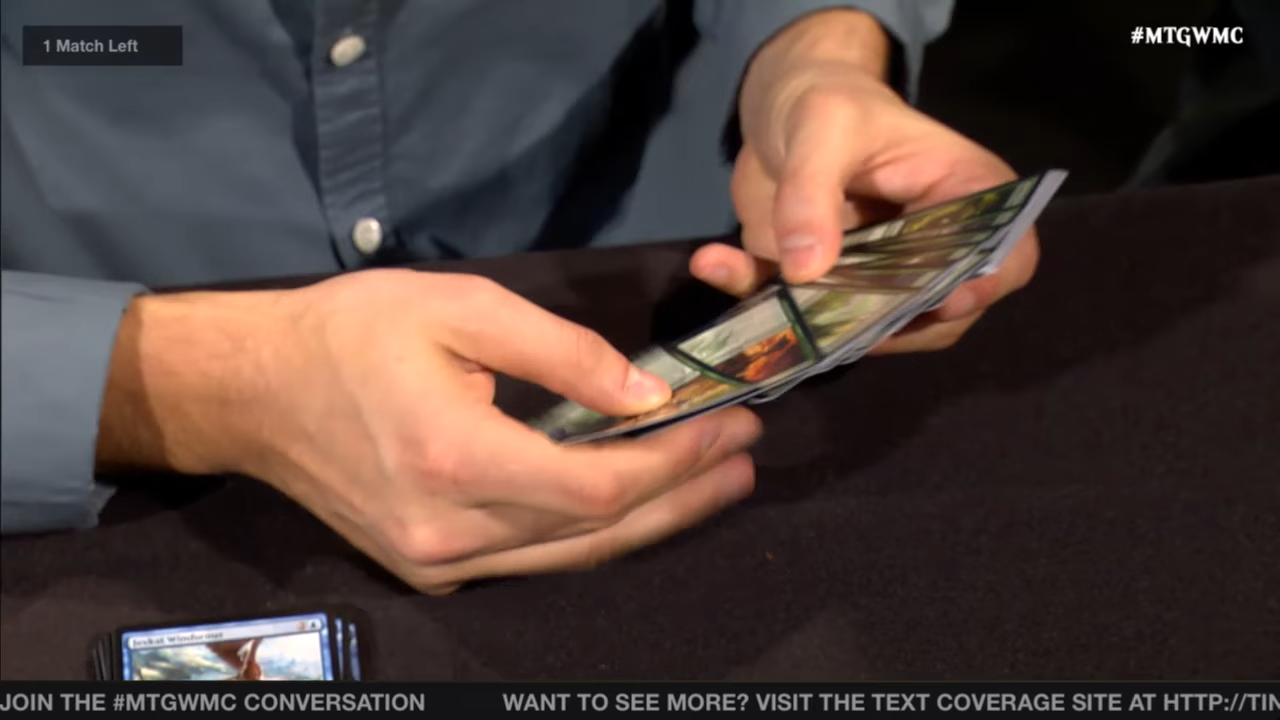 1 Match Left
#MTGWMC
Jeskai Windscout
JOIN THE #MTGWMC CONVERSATION WANT TO SEE MORE? VISIT THE TEXT COVERAGE SITE AT HTTP://TIN